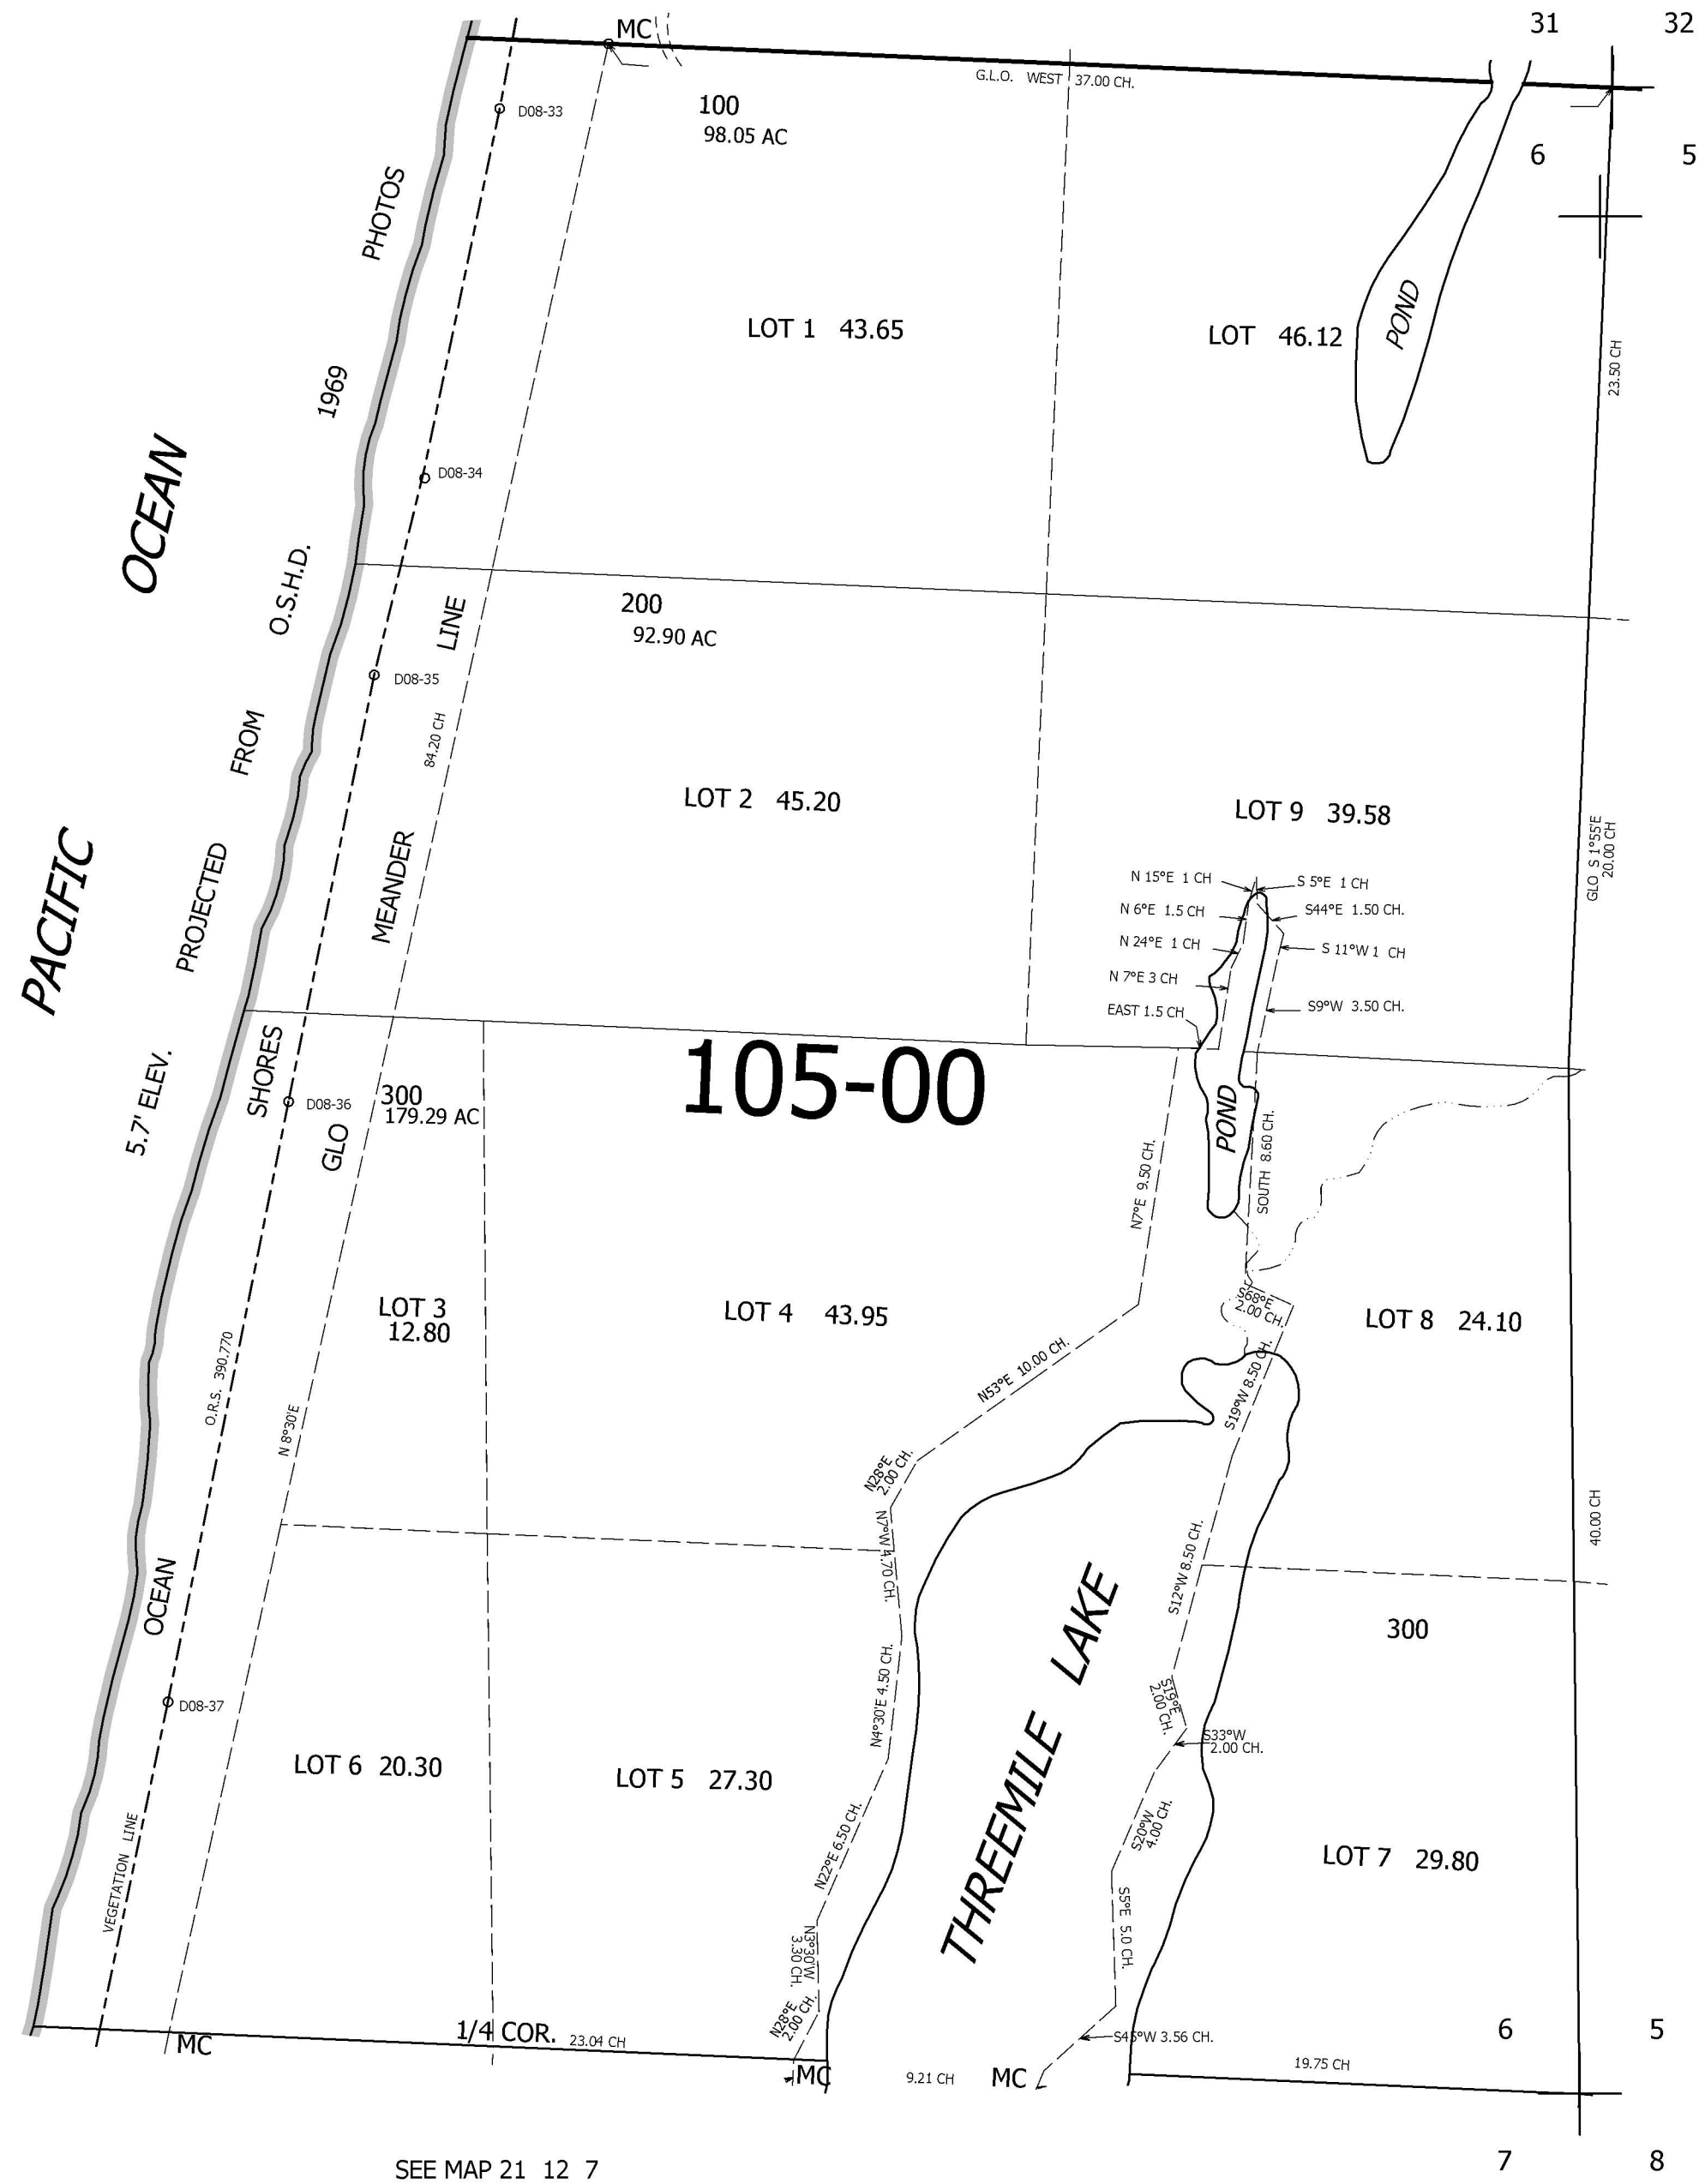 31 32
MC
G.L.O. WEST 37.00 CH.
D08-33
100
98.05 AC
6 5
PHOTOS
POND
LOT 1 43.65
LOT 46.12
23.50 CH
1969
OCEAN
D08-34
O.S.H.D.
200
92.90 AC
LINE
D08-35
84.20 CH
FROM
LOT 2 45.20
LOT 9 39.58
GLO S 1°55'E
20.00 CH
PACIFIC
PROJECTED
MEANDER
N 15°E 1 CH
S 5°E 1 CH
N 6°E 1.5 CH
S44°E 1.50 CH.
N 24°E 1 CH
S 11°W 1 CH
N 7°E 3 CH
S9°W 3.50 CH.
EAST 1.5 CH
5.7' ELEV.
SHORES
D08-36
300
179.29 AC
GLO
105-00
POND
N7°E 9.50 CH.
SOUTH 8.60 CH.
S68°E
2.00 CH.
LOT 3
12.80
LOT 4 43.95
LOT 8 24.10
O.R.S. 390.770
N 8°30'E
N53°E 10.00 CH.
S19°W 8.50 CH.
N28°E
2.00 CH.
N7°W 4.70 CH.
40.00 CH
S12°W 8.50 CH.
OCEAN
THREEMILE LAKE
300
D08-37
N4°30'E 4.50 CH.
S19°E
2.00 CH.
S33°W
2.00 CH.
LOT 6 20.30
LOT 5 27.30
S20°W
4.00 CH.
LOT 7 29.80
VEGETATION LINE
N22°E 6.50 CH.
S5°E 5.0 CH.
N3°30'W
3.30 CH.
N28°E
2.00 CH.
MC
1/4 COR. 23.04 CH
S45°W 3.56 CH.
6 5
MC
9.21 CH
MC
19.75 CH
7 8
SEE MAP 21 12 7